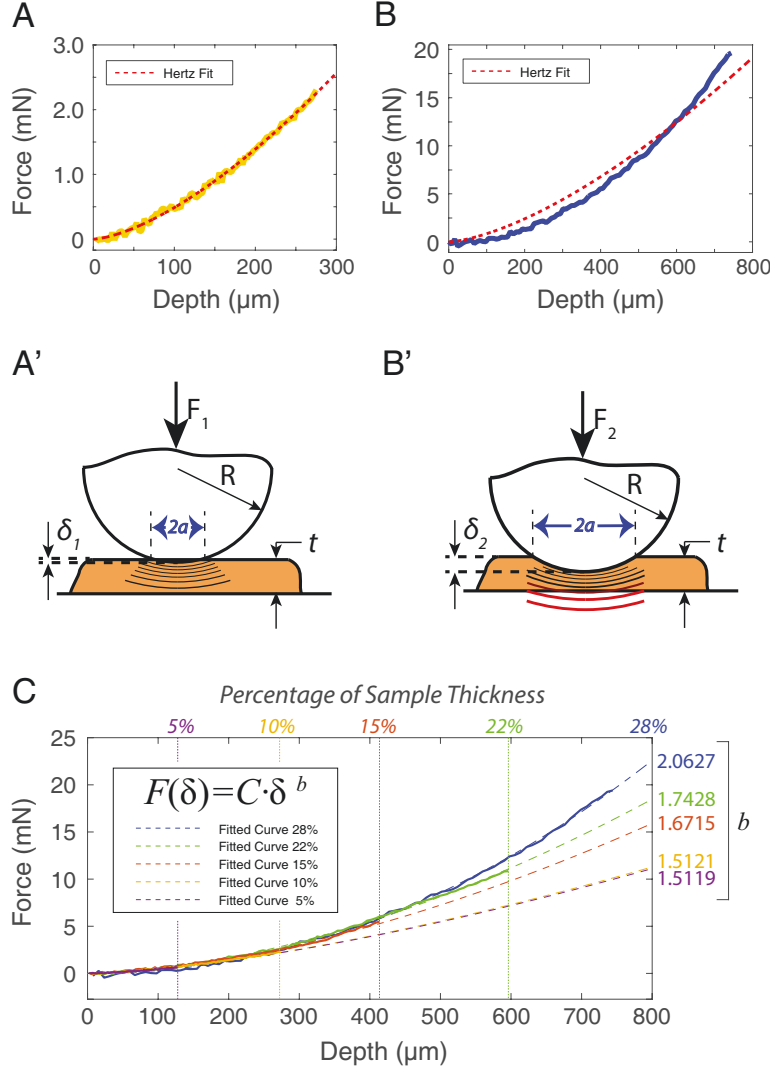 A
3.0
2.0
1.0
0
Force (mN)
Hertz Fit
0
100
200
300
Depth (µm)
B
20
15
10
5
0
Force (mN)
Hertz Fit
0
200
400
600
800
Depth (µm)
A'
F1
R
2a
δ1
t
B'
F2
R
2a
δ2
t
C
Percentage of Sample Thickness
5%
10%
15%
22%
28%
25
20
15
10
5
0
Force (mN)
F(δ)=C·δ b
Fitted Curve 28%
Fitted Curve 22%
Fitted Curve 15%
Fitted Curve 10%
Fitted Curve 5%
2.0627
1.7428
1.6715
1.5121
1.5119
b
0
100
200
300
400
500
600
700
800
Depth (µm)